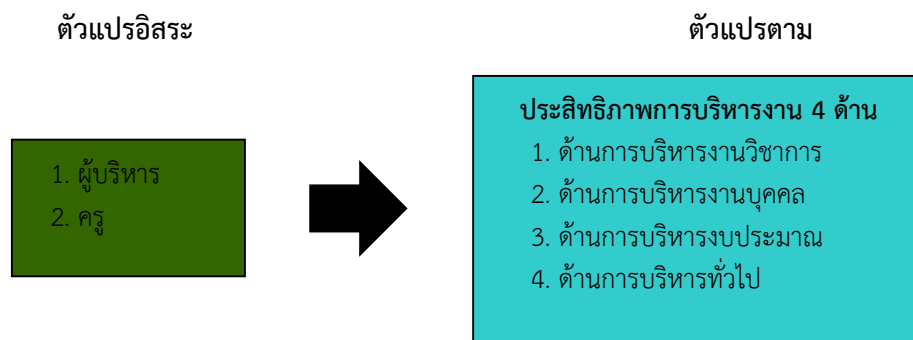 ตัวแปรอิสระ
ตัวแปรตาม
1. ผู้บริหาร
2. ครู
ประสิทธิภาพการบริหารงาน 4 ด้าน
1. ด้านการบริหารงานวิชาการ
2. ด้านการบริหารงานบุคคล
3. ด้านการบริหารงบประมาณ
4. ด้านการบริหารทั่วไป